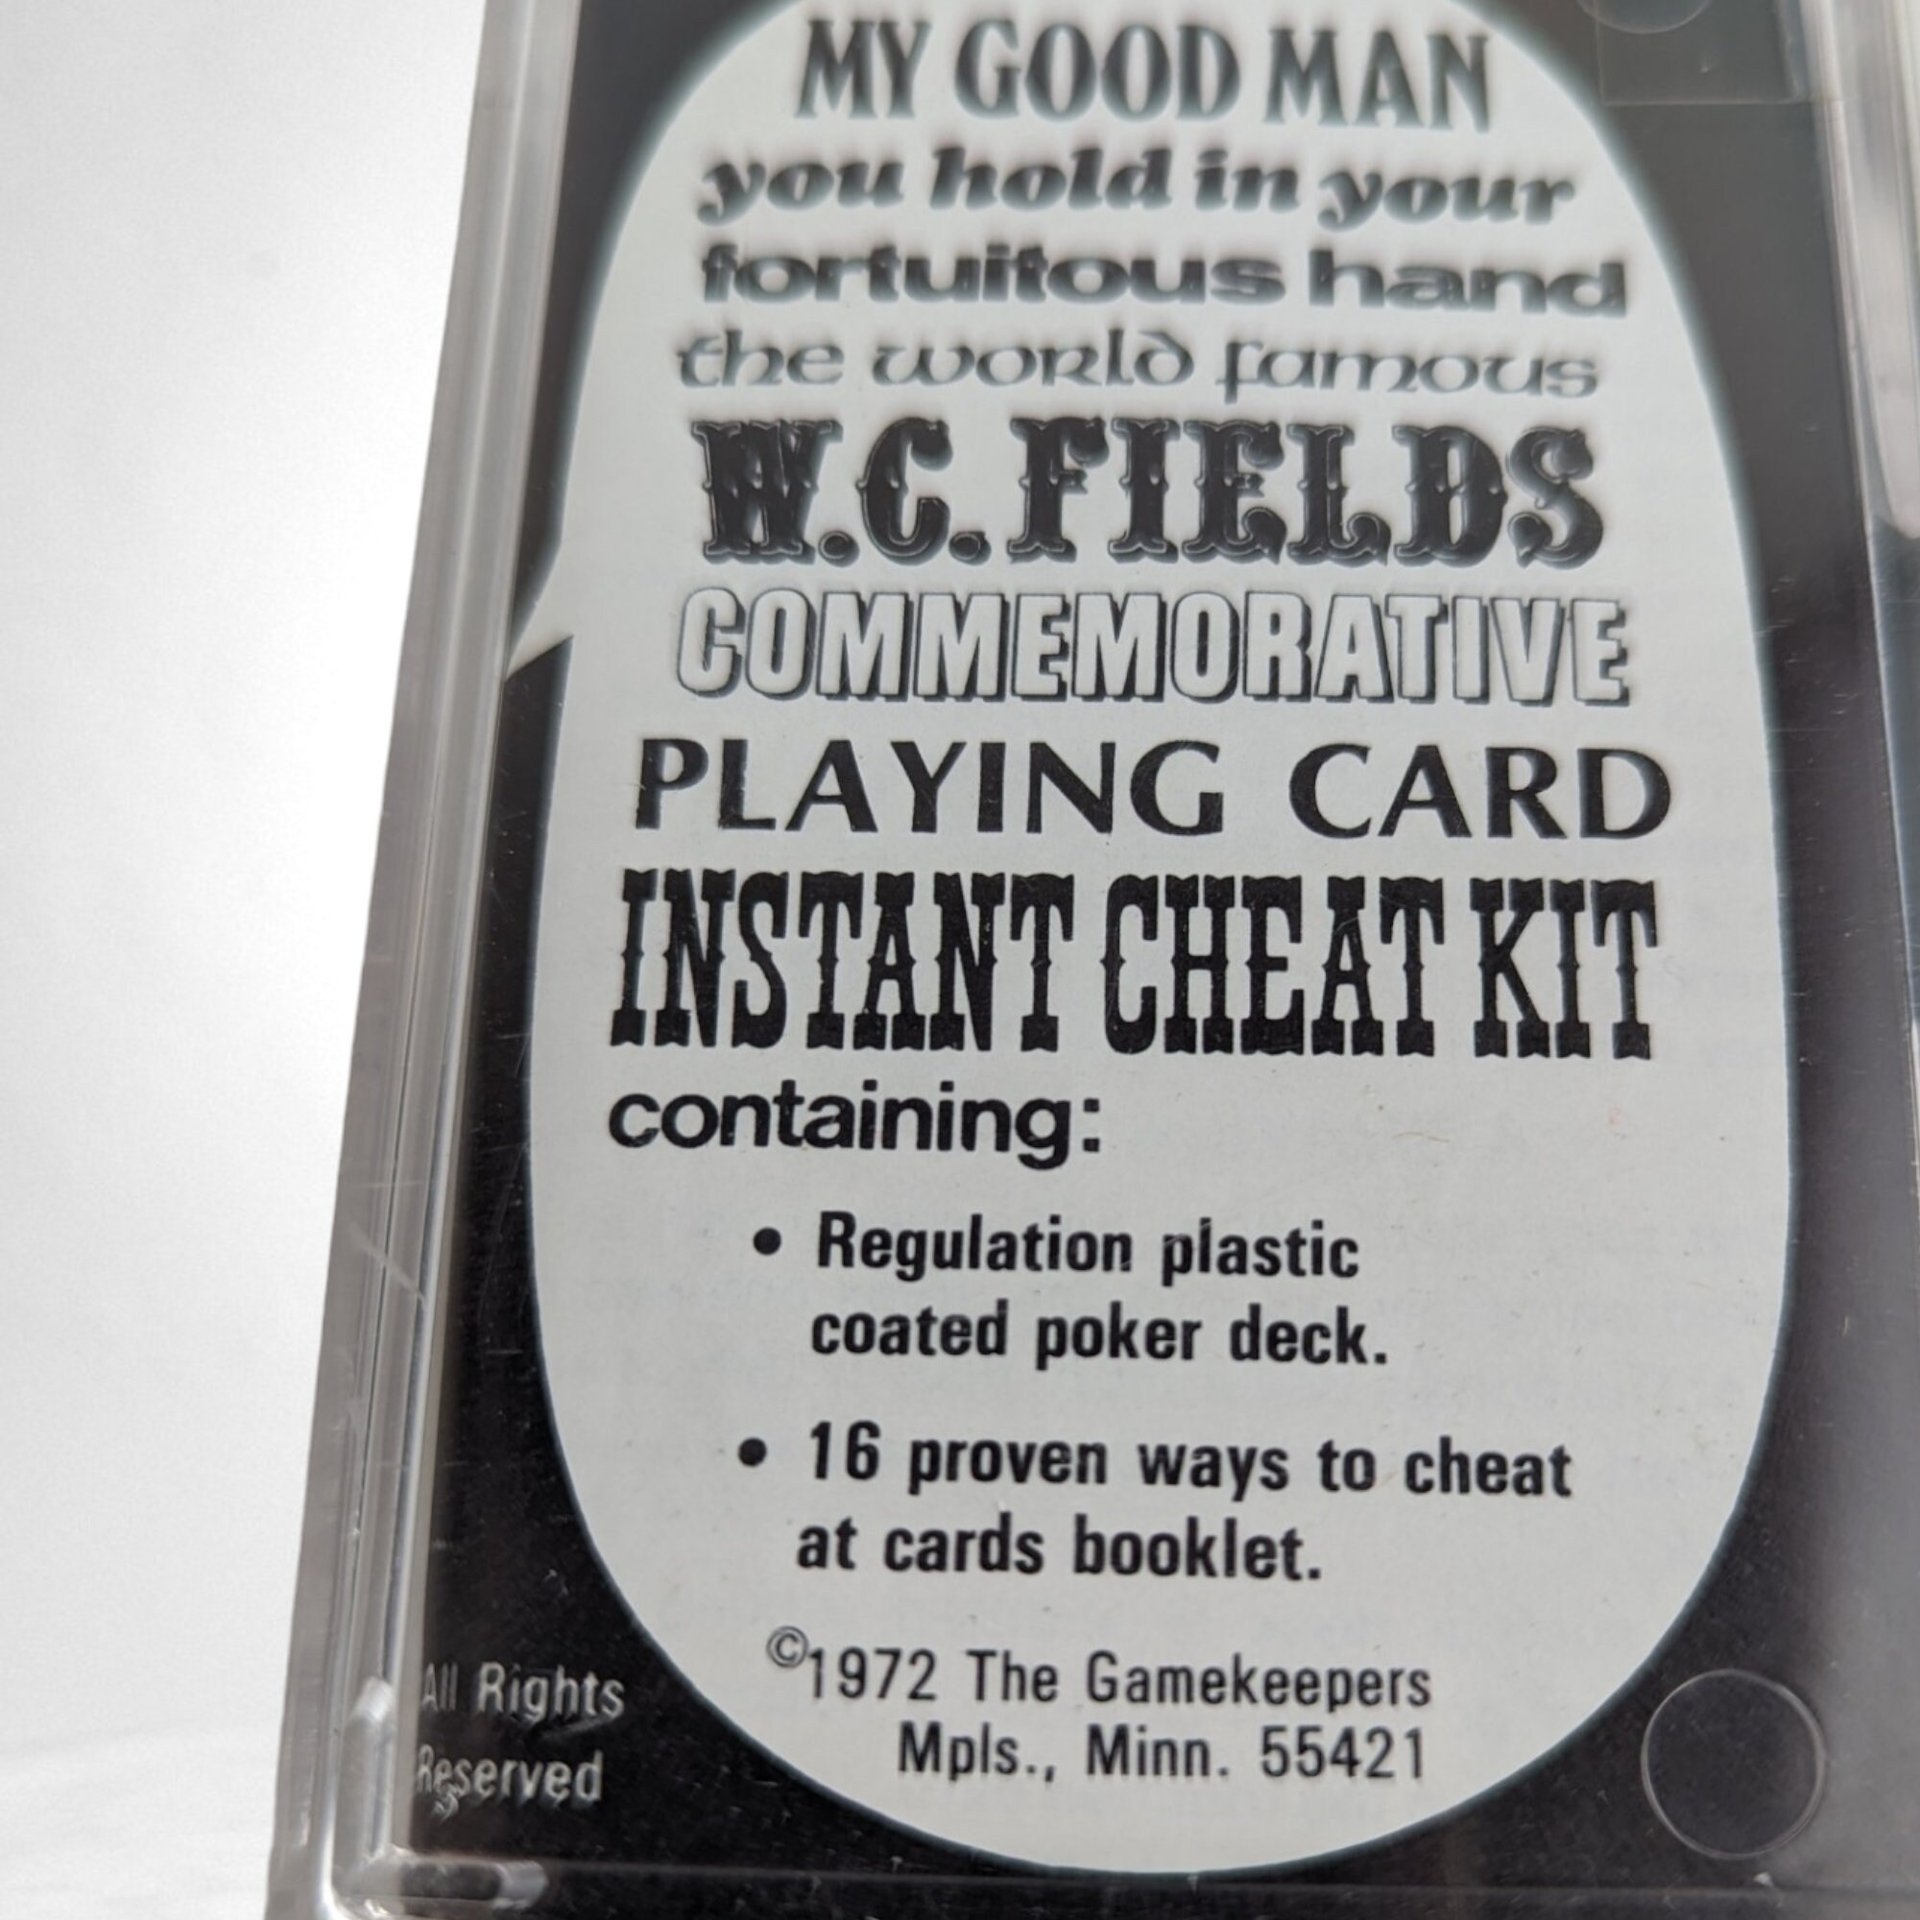 MY GOOD MAN
you hold in your
fortuitous hand
the world famous
W.C. FIELDS
COMMEMORATIVE
PLAYING CARD
INSTANT CHEAT KIT
containing:
• Regulation plastic
coated poker deck.
• 16 proven ways to cheat
at cards booklet.
©1972 The Gamekeepers
Mpls., Minn. 55421
All Rights
Reserved